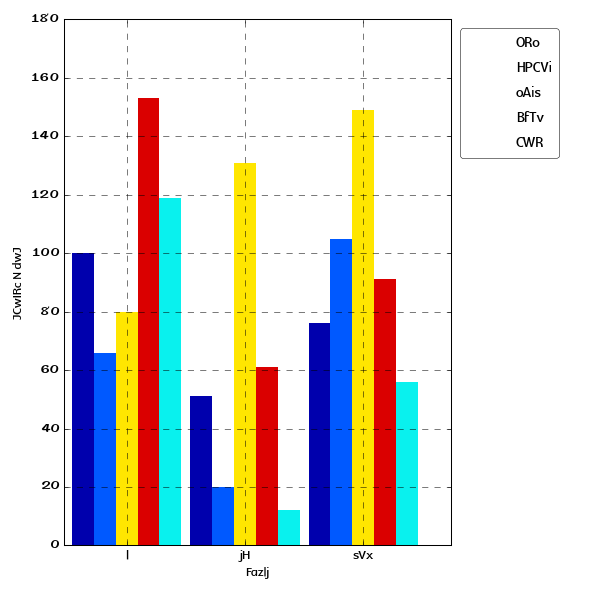 180
160
140
120
100
80
60
40
20
0
JCwIRc N dwJ
l
jH
sVx
Fazlj
ORo
HPCVi
oAis
BfTv
CWR